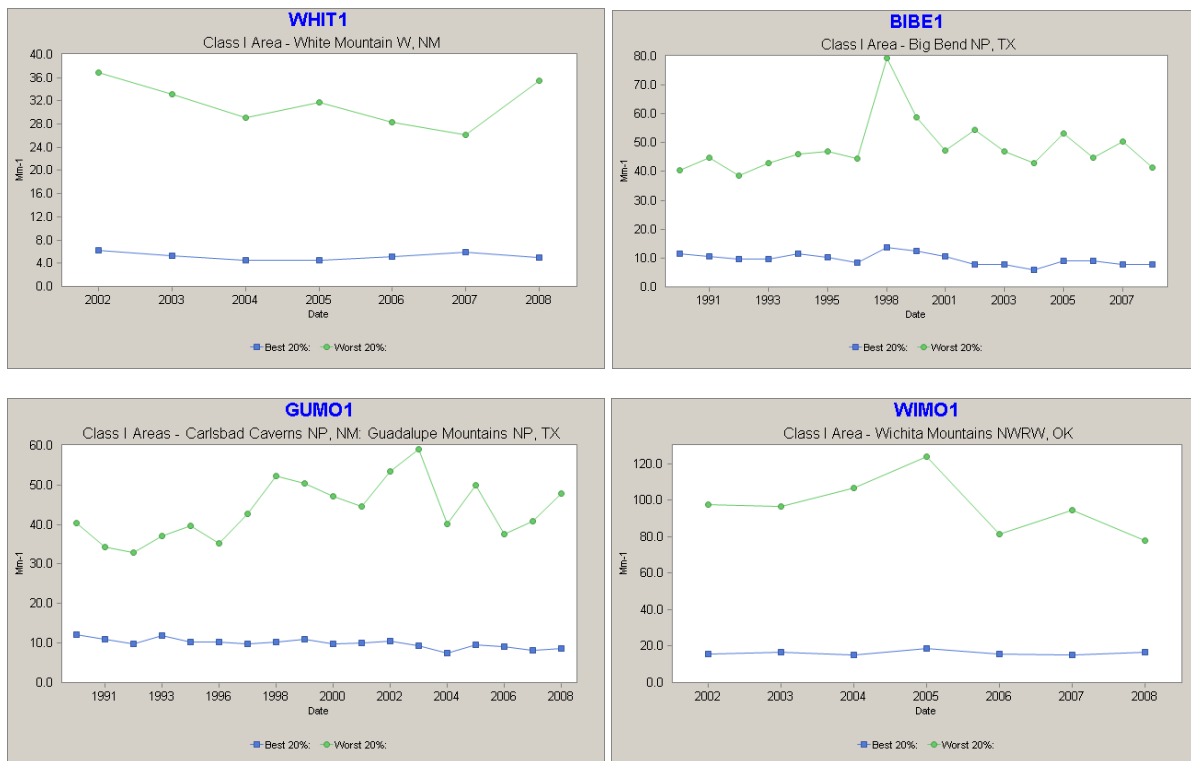 WHIT1
Class I Area - White Mountain W, NM
40.0
36.0
32.0
28.0
24.0
20.0
16.0
12.0
8.0
4.0
0.0
Mm-1
2002 2003 2004 2005 2006 2007 2008
Date
Best 20%: Worst 20%:
BIBE1
Class I Area - Big Bend NP, TX
80.0
70.0
60.0
50.0
40.0
30.0
20.0
10.0
0.0
Mm-1
1991 1993 1995 1998 2001 2003 2005 2007
Date
Best 20%: Worst 20%:
GUMO1
Class I Areas - Carlsbad Caverns NP, NM: Guadalupe Mountains NP, TX
60.0
50.0
40.0
30.0
20.0
10.0
0.0
Mm-1
1991 1993 1996 1998 2000 2002 2004 2006 2008
Date
Best 20%: Worst 20%:
WIMO1
Class I Area - Wichita Mountains NWRW, OK
120.0
100.0
80.0
60.0
40.0
20.0
0.0
Mm-1
2002 2003 2004 2005 2006 2007 2008
Date
Best 20%: Worst 20%: